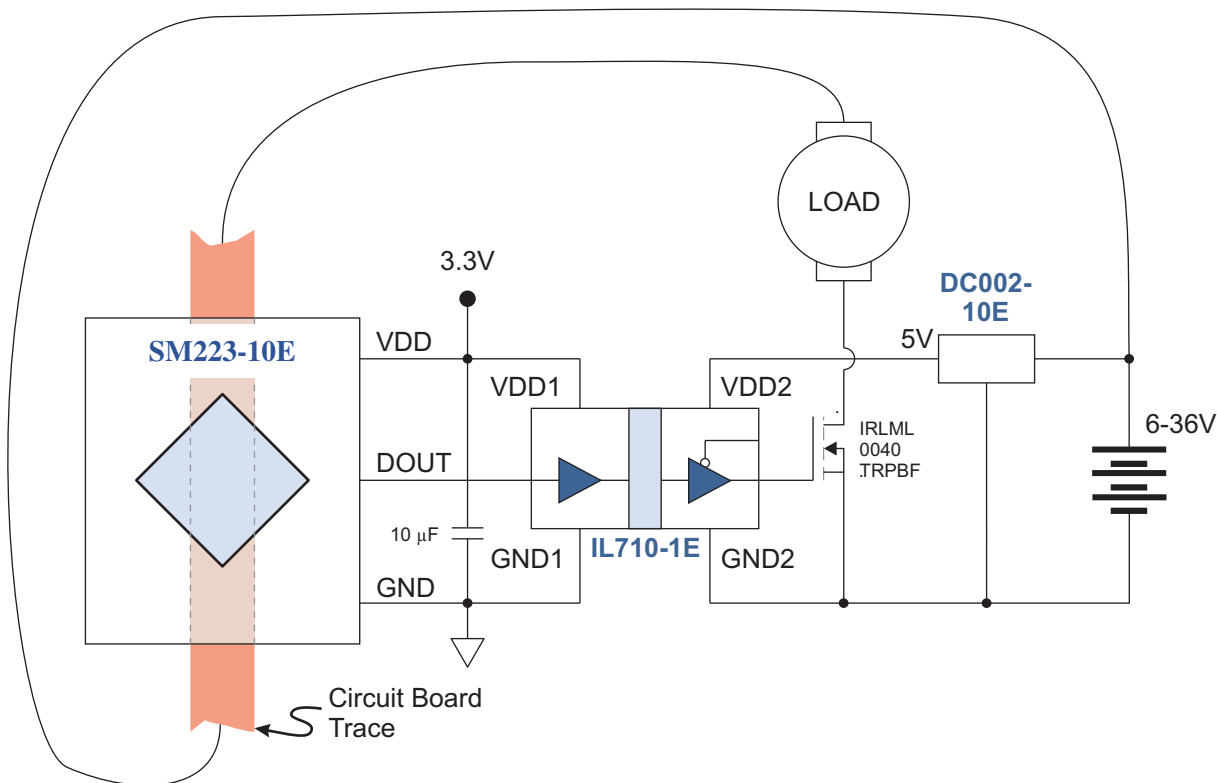 LOAD
3.3V
DC002-
10E
SM223-10E
VDD
5V
VDD1
VDD2
6-36V
IRLML
0040
.TRPBF
DOUT
10 μF
IL710-1E
GND1
GND2
GND
Circuit Board
Trace